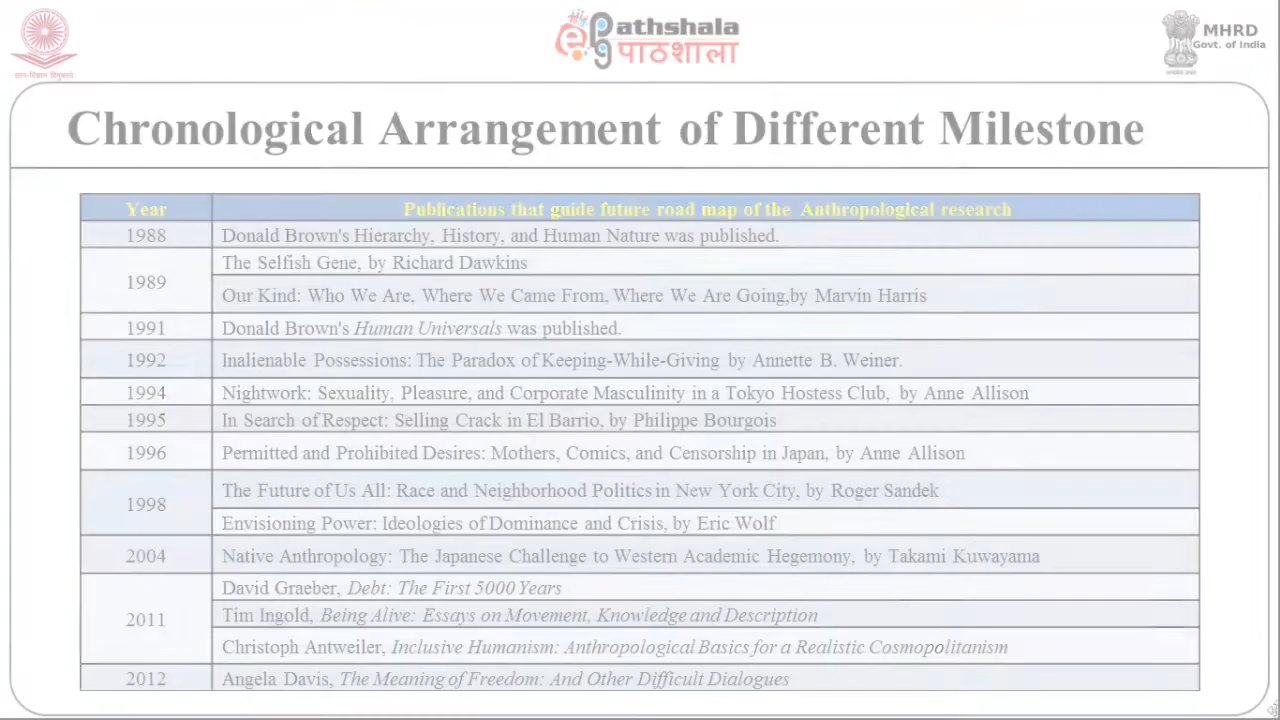 ज्ञान-विज्ञान विमुक्तये
ePathshala
पाठशाला
MHRD
Govt. of India
Chronological Arrangement of Different Milestone
Year Publications that guide future road map of the Anthropological research
1988 Donald Brown's Hierarchy, History, and Human Nature was published.
1989 The Selfish Gene, by Richard Dawkins
Our Kind: Who We Are, Where We Came From, Where We Are Going,by Marvin Harris
1991 Donald Brown's Human Universals was published.
1992 Inalienable Possessions: The Paradox of Keeping-While-Giving by Annette B. Weiner.
1994 Nightwork: Sexuality, Pleasure, and Corporate Masculinity in a Tokyo Hostess Club, by Anne Allison
1995 In Search of Respect: Selling Crack in El Barrio, by Philippe Bourgois
1996 Permitted and Prohibited Desires: Mothers, Comics, and Censorship in Japan, by Anne Allison
1998 The Future of Us All: Race and Neighborhood Politics in New York City, by Roger Sandek
Envisioning Power: Ideologies of Dominance and Crisis, by Eric Wolf
2004 Native Anthropology: The Japanese Challenge to Western Academic Hegemony, by Takami Kuwayama
2011 David Graeber, Debt: The First 5000 Years
Tim Ingold, Being Alive: Essays on Movement, Knowledge and Description
Christoph Antweiler, Inclusive Humanism: Anthropological Basics for a Realistic Cosmopolitanism
2012 Angela Davis, The Meaning of Freedom: And Other Difficult Dialogues